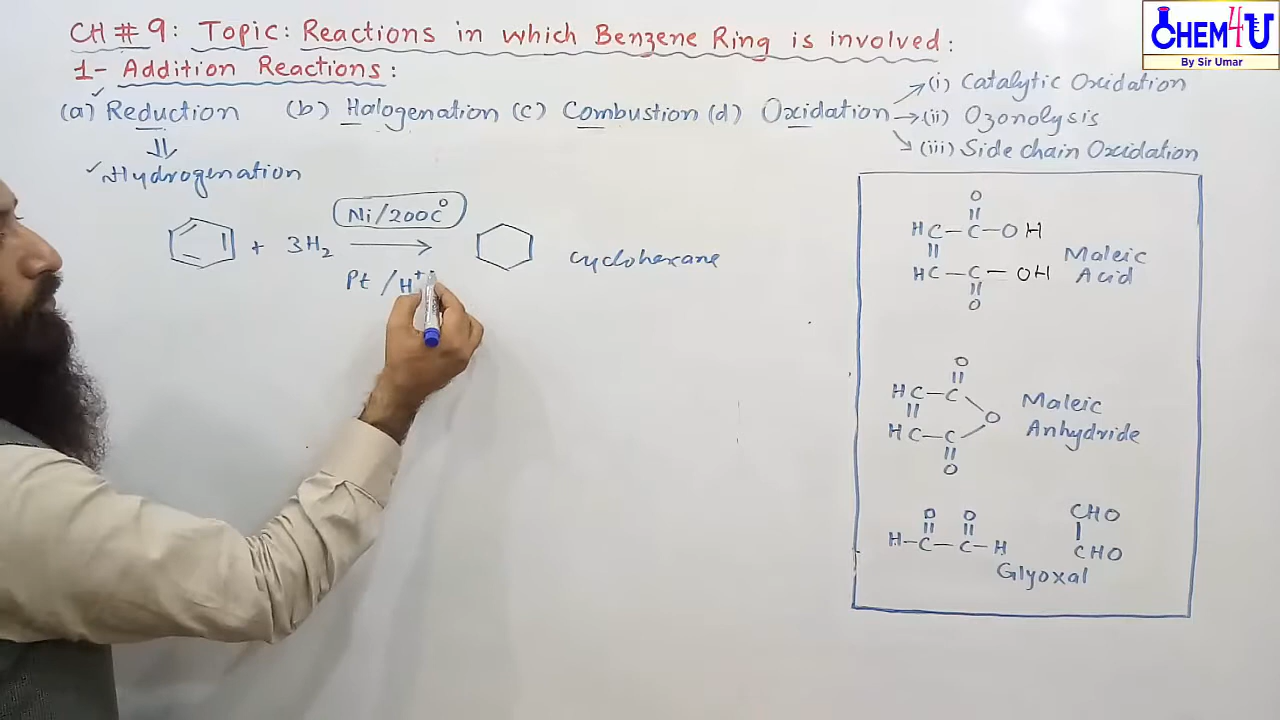 CH # 9: Topic: Reactions in which Benzene Ring is involved:
CHEM4U
By Sir Umar
1- Addition Reactions:
(a) Reduction (b) Halogenation (c) Combustion (d) Oxidation → (i) Catalytic Oxidation
→ (ii) Ozonolysis
(iii) Side chain Oxidation
⇓
✓Hydrogenation
Ni/200C°
+ 3H₂ → cyclohexane
Pt / H⁺
O
||
HC – C – OH
|| Maleic
HC – C – OH Acid
||
O
O
||
HC – C
|| O Maleic
HC – C Anhydride
||
O
O O
|| ||
H – C – C – H
CHO
|
CHO
Glyoxal